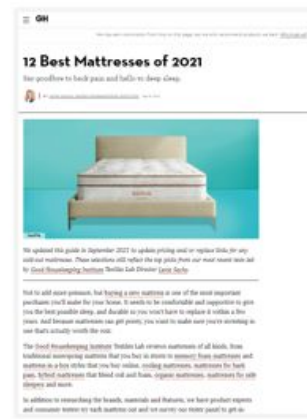 GH
12 Best Mattresses of 2021
Say goodbye to back pain and hello to deep sleep.
We updated this guide in September 2021 to update pricing and or replace links for any
sold-out mattresses. These selections still reflect the top picks from our most recent tests led
by Good Housekeeping Institute Textiles Lab Director Lexie Sachs.
Not to add more pressure, but buying a new mattress is one of the most important
purchases you'll make for your home. It needs to be comfortable and supportive to give
you the best possible sleep, and durable so you won't have to replace it within a few
years. And because mattresses can get pricey, you want to make sure you're investing in
one that's actually worth the cost.
The Good Housekeeping Institute Textiles Lab reviews mattresses of all kinds, from
traditional innerspring mattress that you buy in stores to memory foam mattresses and
mattress in a box styles that you buy online, cooling mattresses, mattresses for back
pain, hybrid mattresses that blend coil and foam, organic mattresses, mattresses for side
sleepers and more.
In addition to researching the brands, materials and features, we have product experts
and consumer testers try each mattress out and we survey our tester panel to get in-